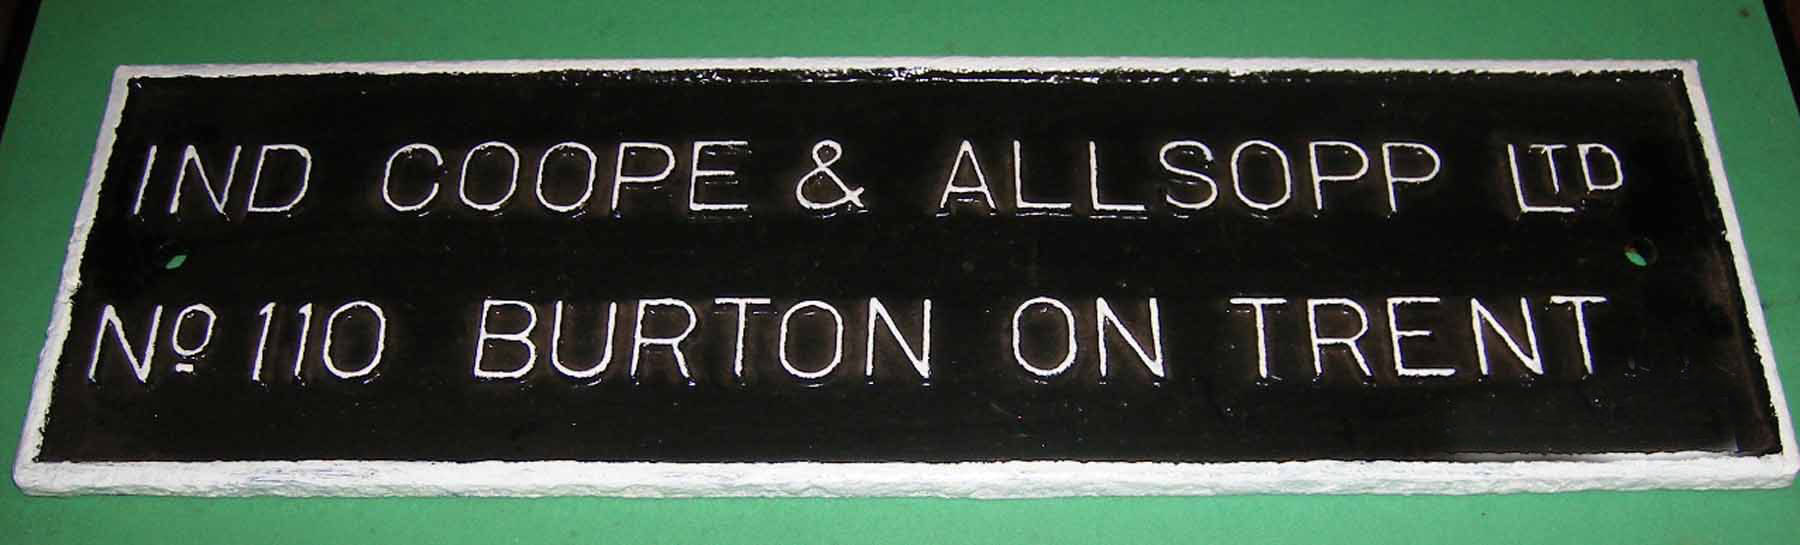 IND COOPE & ALLSOPP LTD
No 110 BURTON ON TRENT